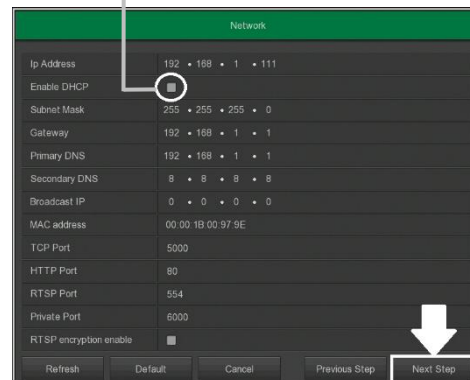 Network
Ip Address 192 • 168 • 1 • 111
Enable DHCP
Subnet Mask 255 • 255 • 255 • 0
Gateway 192 • 168 • 1 • 1
Primary DNS 192 • 168 • 1 • 1
Secondary DNS 8 • 8 • 8 • 8
Broadcast IP 0 • 0 • 0 • 0
MAC address 00:00:1B:00:97:9E
TCP Port 5000
HTTP Port 80
RTSP Port 554
Private Port 6000
RTSP encryption enable
Refresh Default Cancel Previous Step Next Step